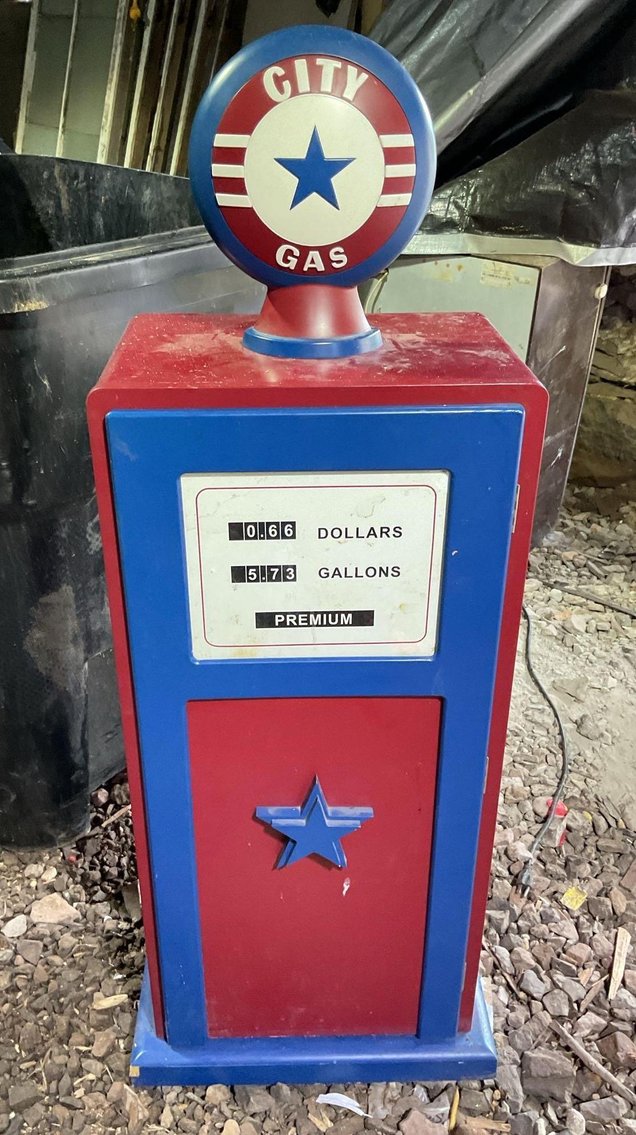 CITY
GAS
0.66 DOLLARS
5.73 GALLONS
PREMIUM